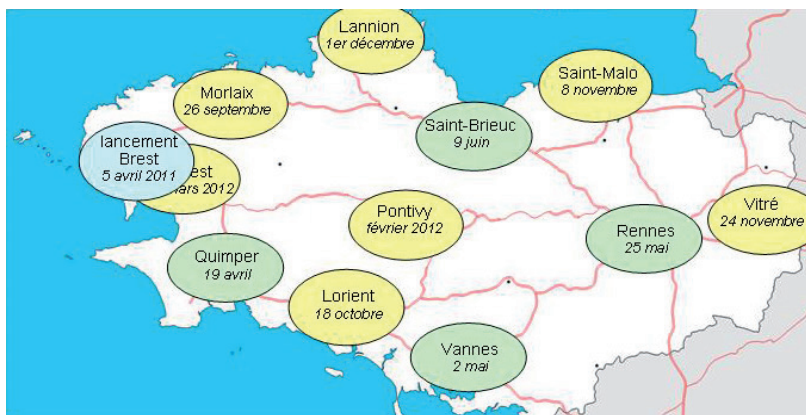 Lannion
1er décembre
Morlaix
26 septembre
Saint-Malo
8 novembre
Saint-Brieuc
9 juin
lancement
Brest
5 avril 2011
2012
Pontivy
février 2012
Vitré
24 novembre
Rennes
25 mai
Quimper
19 avril
Lorient
18 octobre
Vannes
2 mai